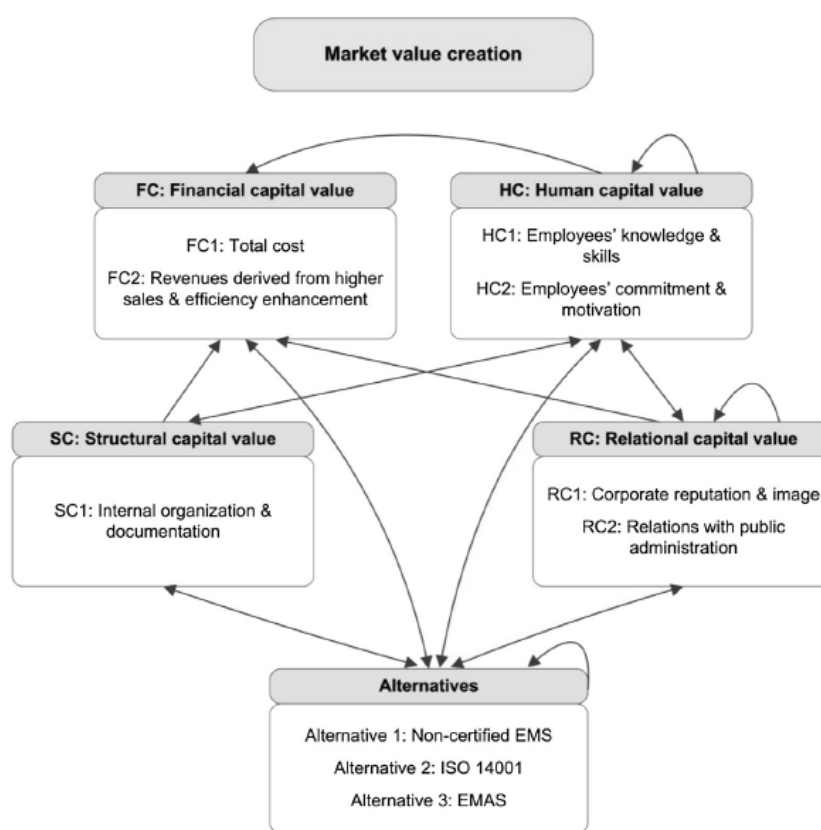 Market value creation
FC: Financial capital value
FC1: Total cost
FC2: Revenues derived from higher
sales & efficiency enhancement
HC: Human capital value
HC1: Employees’ knowledge &
skills
HC2: Employees’ commitment &
motivation
SC: Structural capital value
SC1: Internal organization &
documentation
RC: Relational capital value
RC1: Corporate reputation & image
RC2: Relations with public
administration
Alternatives
Alternative 1: Non-certified EMS
Alternative 2: ISO 14001
Alternative 3: EMAS